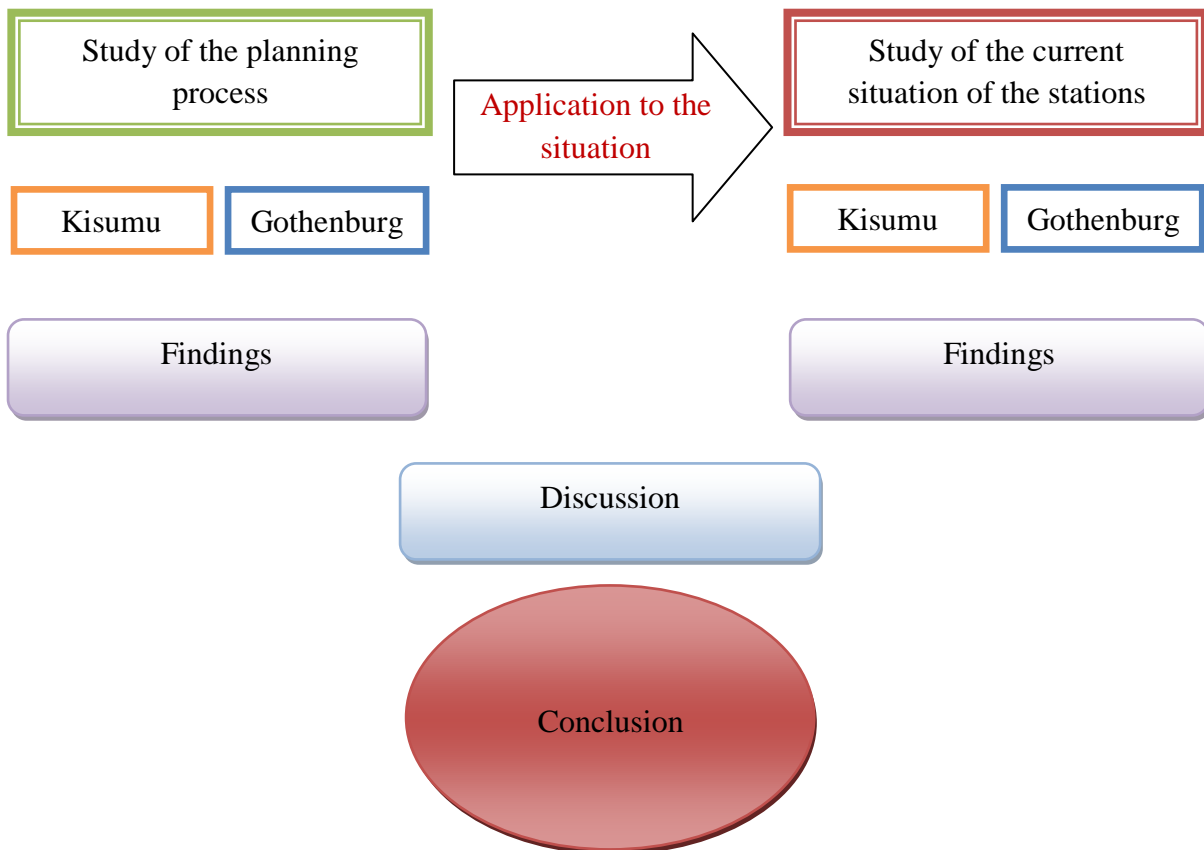 Study of the planning
process
Application to the
situation
Study of the current
situation of the stations
Kisumu
Gothenburg
Kisumu
Gothenburg
Findings
Findings
Discussion
Conclusion